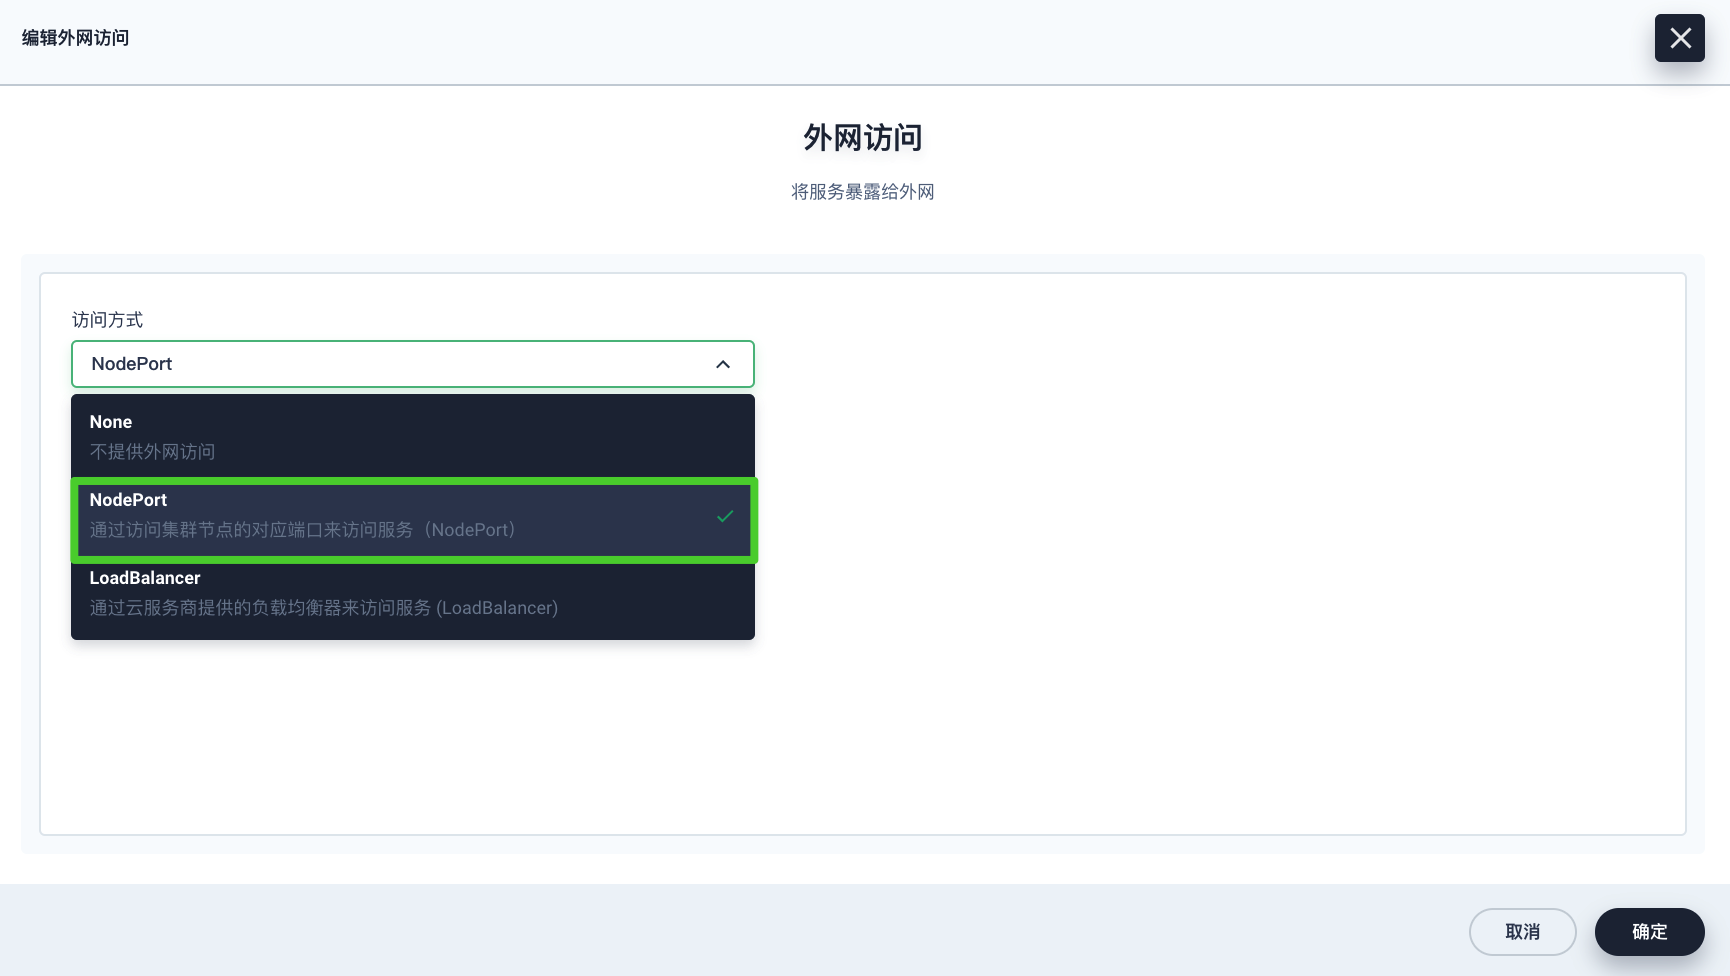 编辑外网访问
外网访问
将服务暴露给外网
访问方式
NodePort
None
不提供外网访问
NodePort
通过访问集群节点的对应端口来访问服务（NodePort）
LoadBalancer
通过云服务商提供的负载均衡器来访问服务 (LoadBalancer)
取消
确定